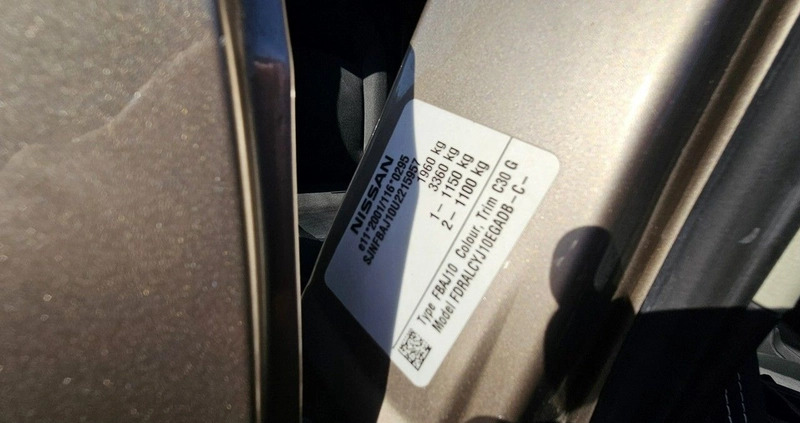 NISSAN
e11*2001/116*0295
SJNFBAJ10U2215957
1960 kg
3360 kg
1- 1150 kg
2- 1100 kg
Type FBAJ10 Colour, Trim C30 G
Model FDRALCYJ10EGADB-C-